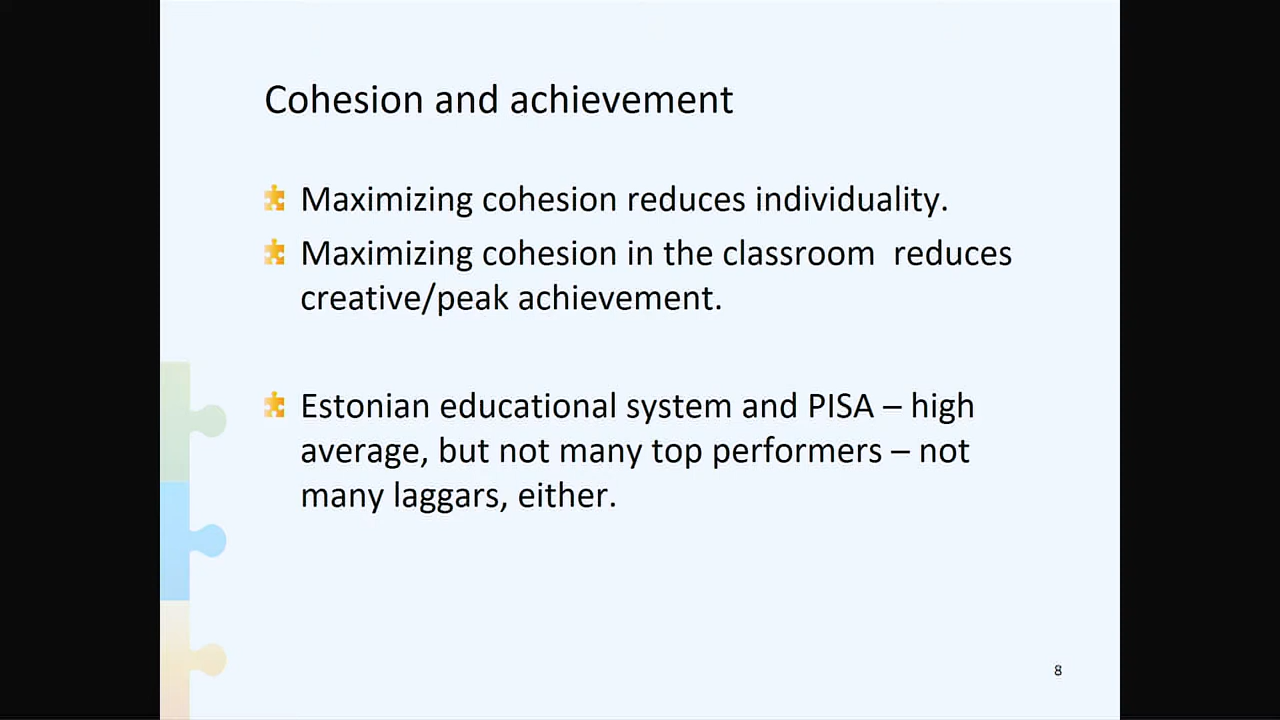 Cohesion and achievement
Maximizing cohesion reduces individuality.
Maximizing cohesion in the classroom  reduces
creative/peak achievement.
Estonian educational system and PISA – high
average, but not many top performers – not
many laggars, either.
8